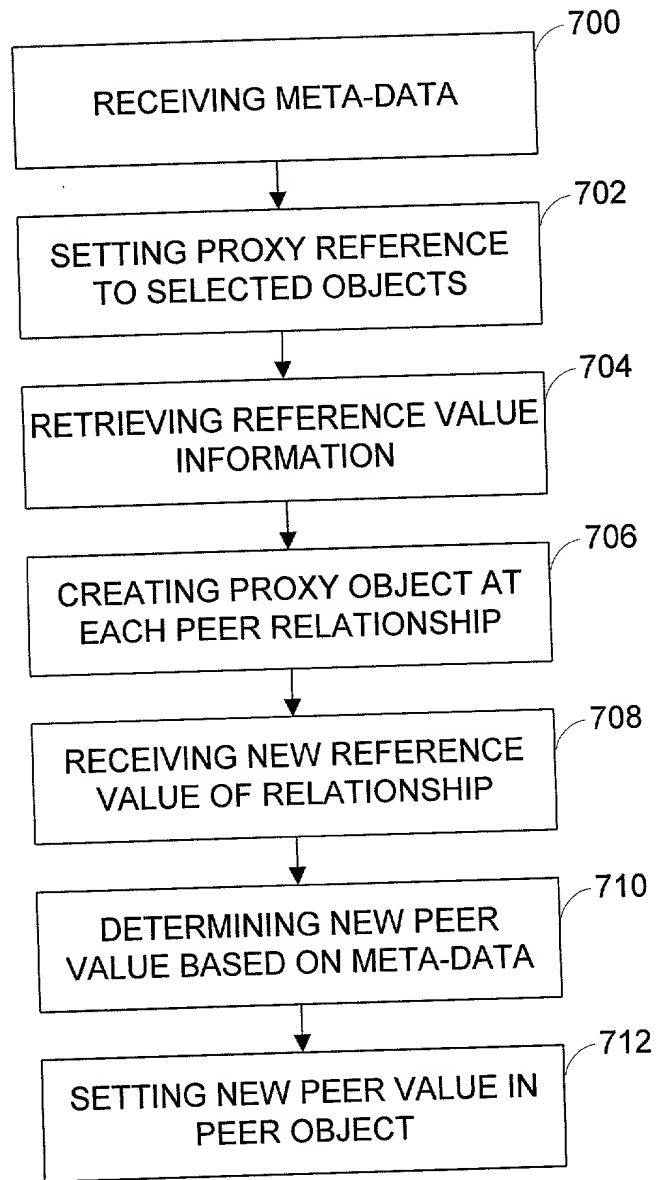 700
RECEIVING META-DATA
702
SETTING PROXY REFERENCE
TO SELECTED OBJECTS
704
RETRIEVING REFERENCE VALUE
INFORMATION
706
CREATING PROXY OBJECT AT
EACH PEER RELATIONSHIP
708
RECEIVING NEW REFERENCE
VALUE OF RELATIONSHIP
710
DETERMINING NEW PEER
VALUE BASED ON META-DATA
712
SETTING NEW PEER VALUE IN
PEER OBJECT